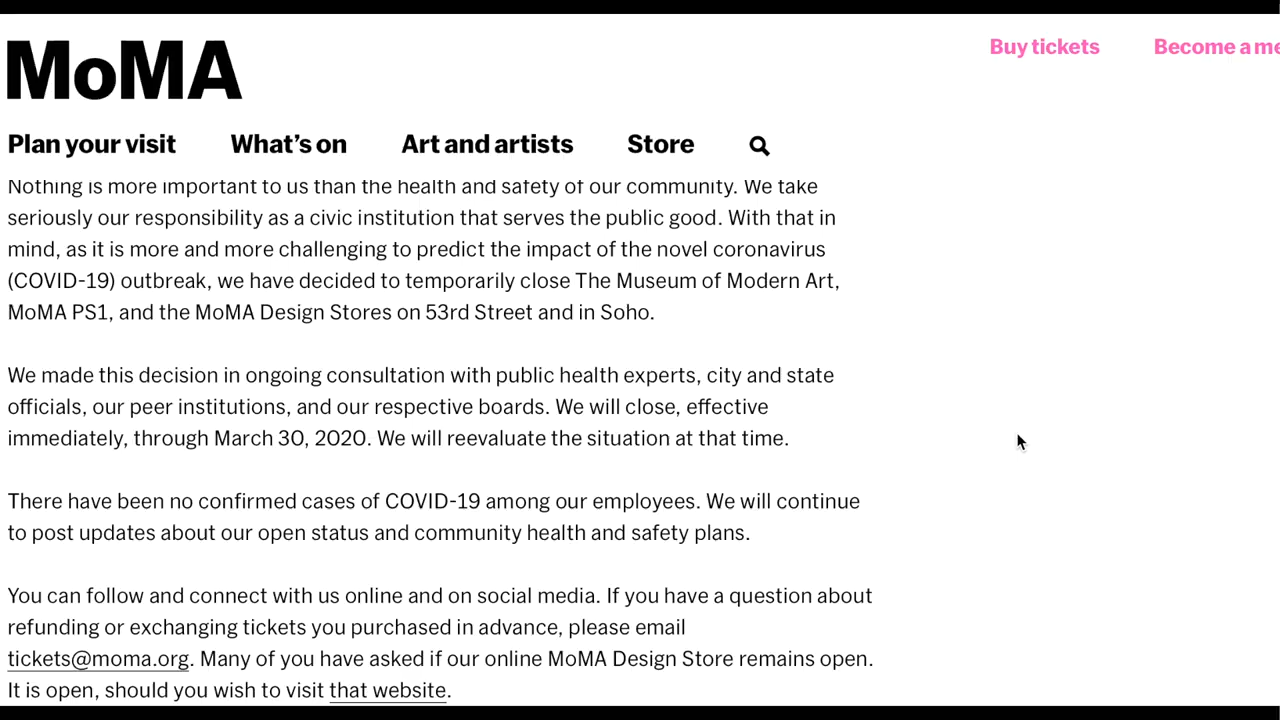 MoMA
Buy tickets
Become a me
Plan your visit
What's on
Art and artists
Store
Nothing is more important to us than the health and safety of our community. We take
seriously our responsibility as a civic institution that serves the public good. With that in
mind, as it is more and more challenging to predict the impact of the novel coronavirus
(COVID-19) outbreak, we have decided to temporarily close The Museum of Modern Art,
MoMA PS1, and the MoMA Design Stores on 53rd Street and in Soho.
We made this decision in ongoing consultation with public health experts, city and state
officials, our peer institutions, and our respective boards. We will close, effective
immediately, through March 30, 2020. We will reevaluate the situation at that time.
There have been no confirmed cases of COVID-19 among our employees. We will continue
to post updates about our open status and community health and safety plans.
You can follow and connect with us online and on social media. If you have a question about
refunding or exchanging tickets you purchased in advance, please email
tickets@moma.org. Many of you have asked if our online MoMA Design Store remains open.
It is open, should you wish to visit that website.